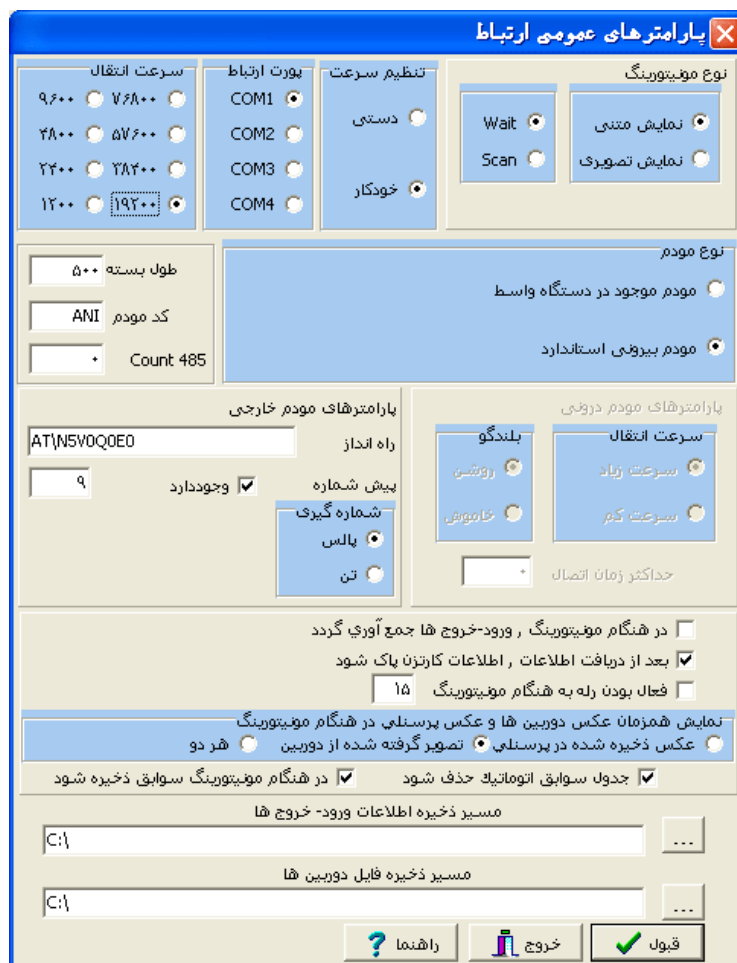 پارامترهای عمومی ارتباط
نوع مونیتورینگ
نمایش متنی
نمایش تصویری
Wait
Scan
تنظیم سرعت
دستی
خودکار
پورت ارتباط
COM1
COM2
COM3
COM4
سرعت انتقال
۷۶۸۰۰ ۹۶۰۰
۵۷۶۰۰ ۴۸۰۰
۳۸۴۰۰ ۲۴۰۰
۱۹۲۰۰ ۱۲۰۰
نوع مودم
مودم موجود در دستگاه واسط
مودم بیرونی استاندارد
طول بسته ۵۰۰
کد مودم ANI
Count 485 ۰
پارامترهای مودم درونی
سرعت انتقال
سرعت زیاد
سرعت کم
بلندگو
روشن
خاموش
حداکثر زمان اتصال ۰
پارامترهای مودم خارجی
راه انداز AT\N5V0Q0E0
پیش شماره وجوددارد ۹
شماره گیری
پالس
تن
در هنگام مونیتورینگ , ورود-خروج ها جمع آوري گردد
بعد از دریافت اطلاعات , اطلاعات کارتزن پاک شود
فعال بودن رله به هنگام مونیتورینگ ۱۵
نمایش همزمان عکس دوربین ها و عکس پرسنلي در هنگام مونیتورینگ
عکس ذخیره شده در پرسنلي تصویر گرفته شده از دوربین هر دو
جدول سوابق اتوماتیك حذف شود در هنگام مونیتورینگ سوابق ذخیره شود
مسیر ذخیره اطلاعات ورود- خروج ها
C:\ ...
مسیر ذخیره فایل دوربین ها
C:\ ...
قبول خروج راهنما